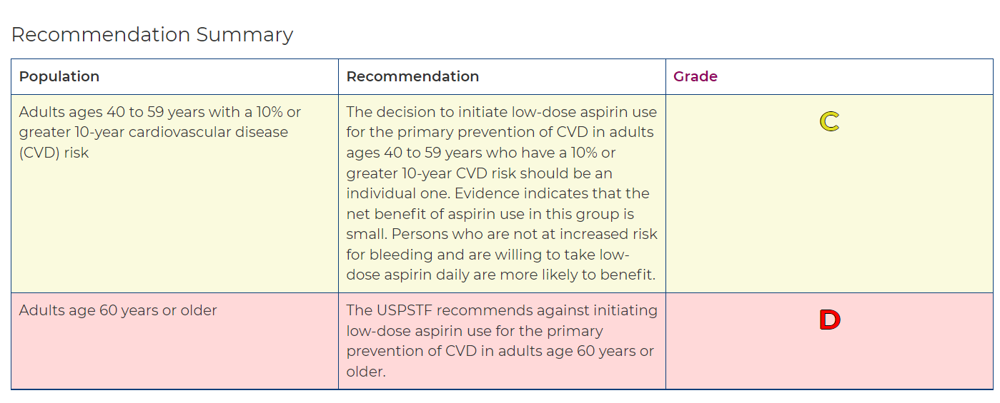 Recommendation Summary
Population
Recommendation
Grade
Adults ages 40 to 59 years with a 10% or
greater 10-year cardiovascular disease
(CVD) risk
The decision to initiate low-dose aspirin use
for the primary prevention of CVD in adults
ages 40 to 59 years who have a 10% or
greater 10-year CVD risk should be an
individual one. Evidence indicates that the
net benefit of aspirin use in this group is
small. Persons who are not at increased risk
for bleeding and are willing to take low-
dose aspirin daily are more likely to benefit.
C
Adults age 60 years or older
The USPSTF recommends against initiating
low-dose aspirin use for the primary
prevention of CVD in adults age 60 years or
older.
D